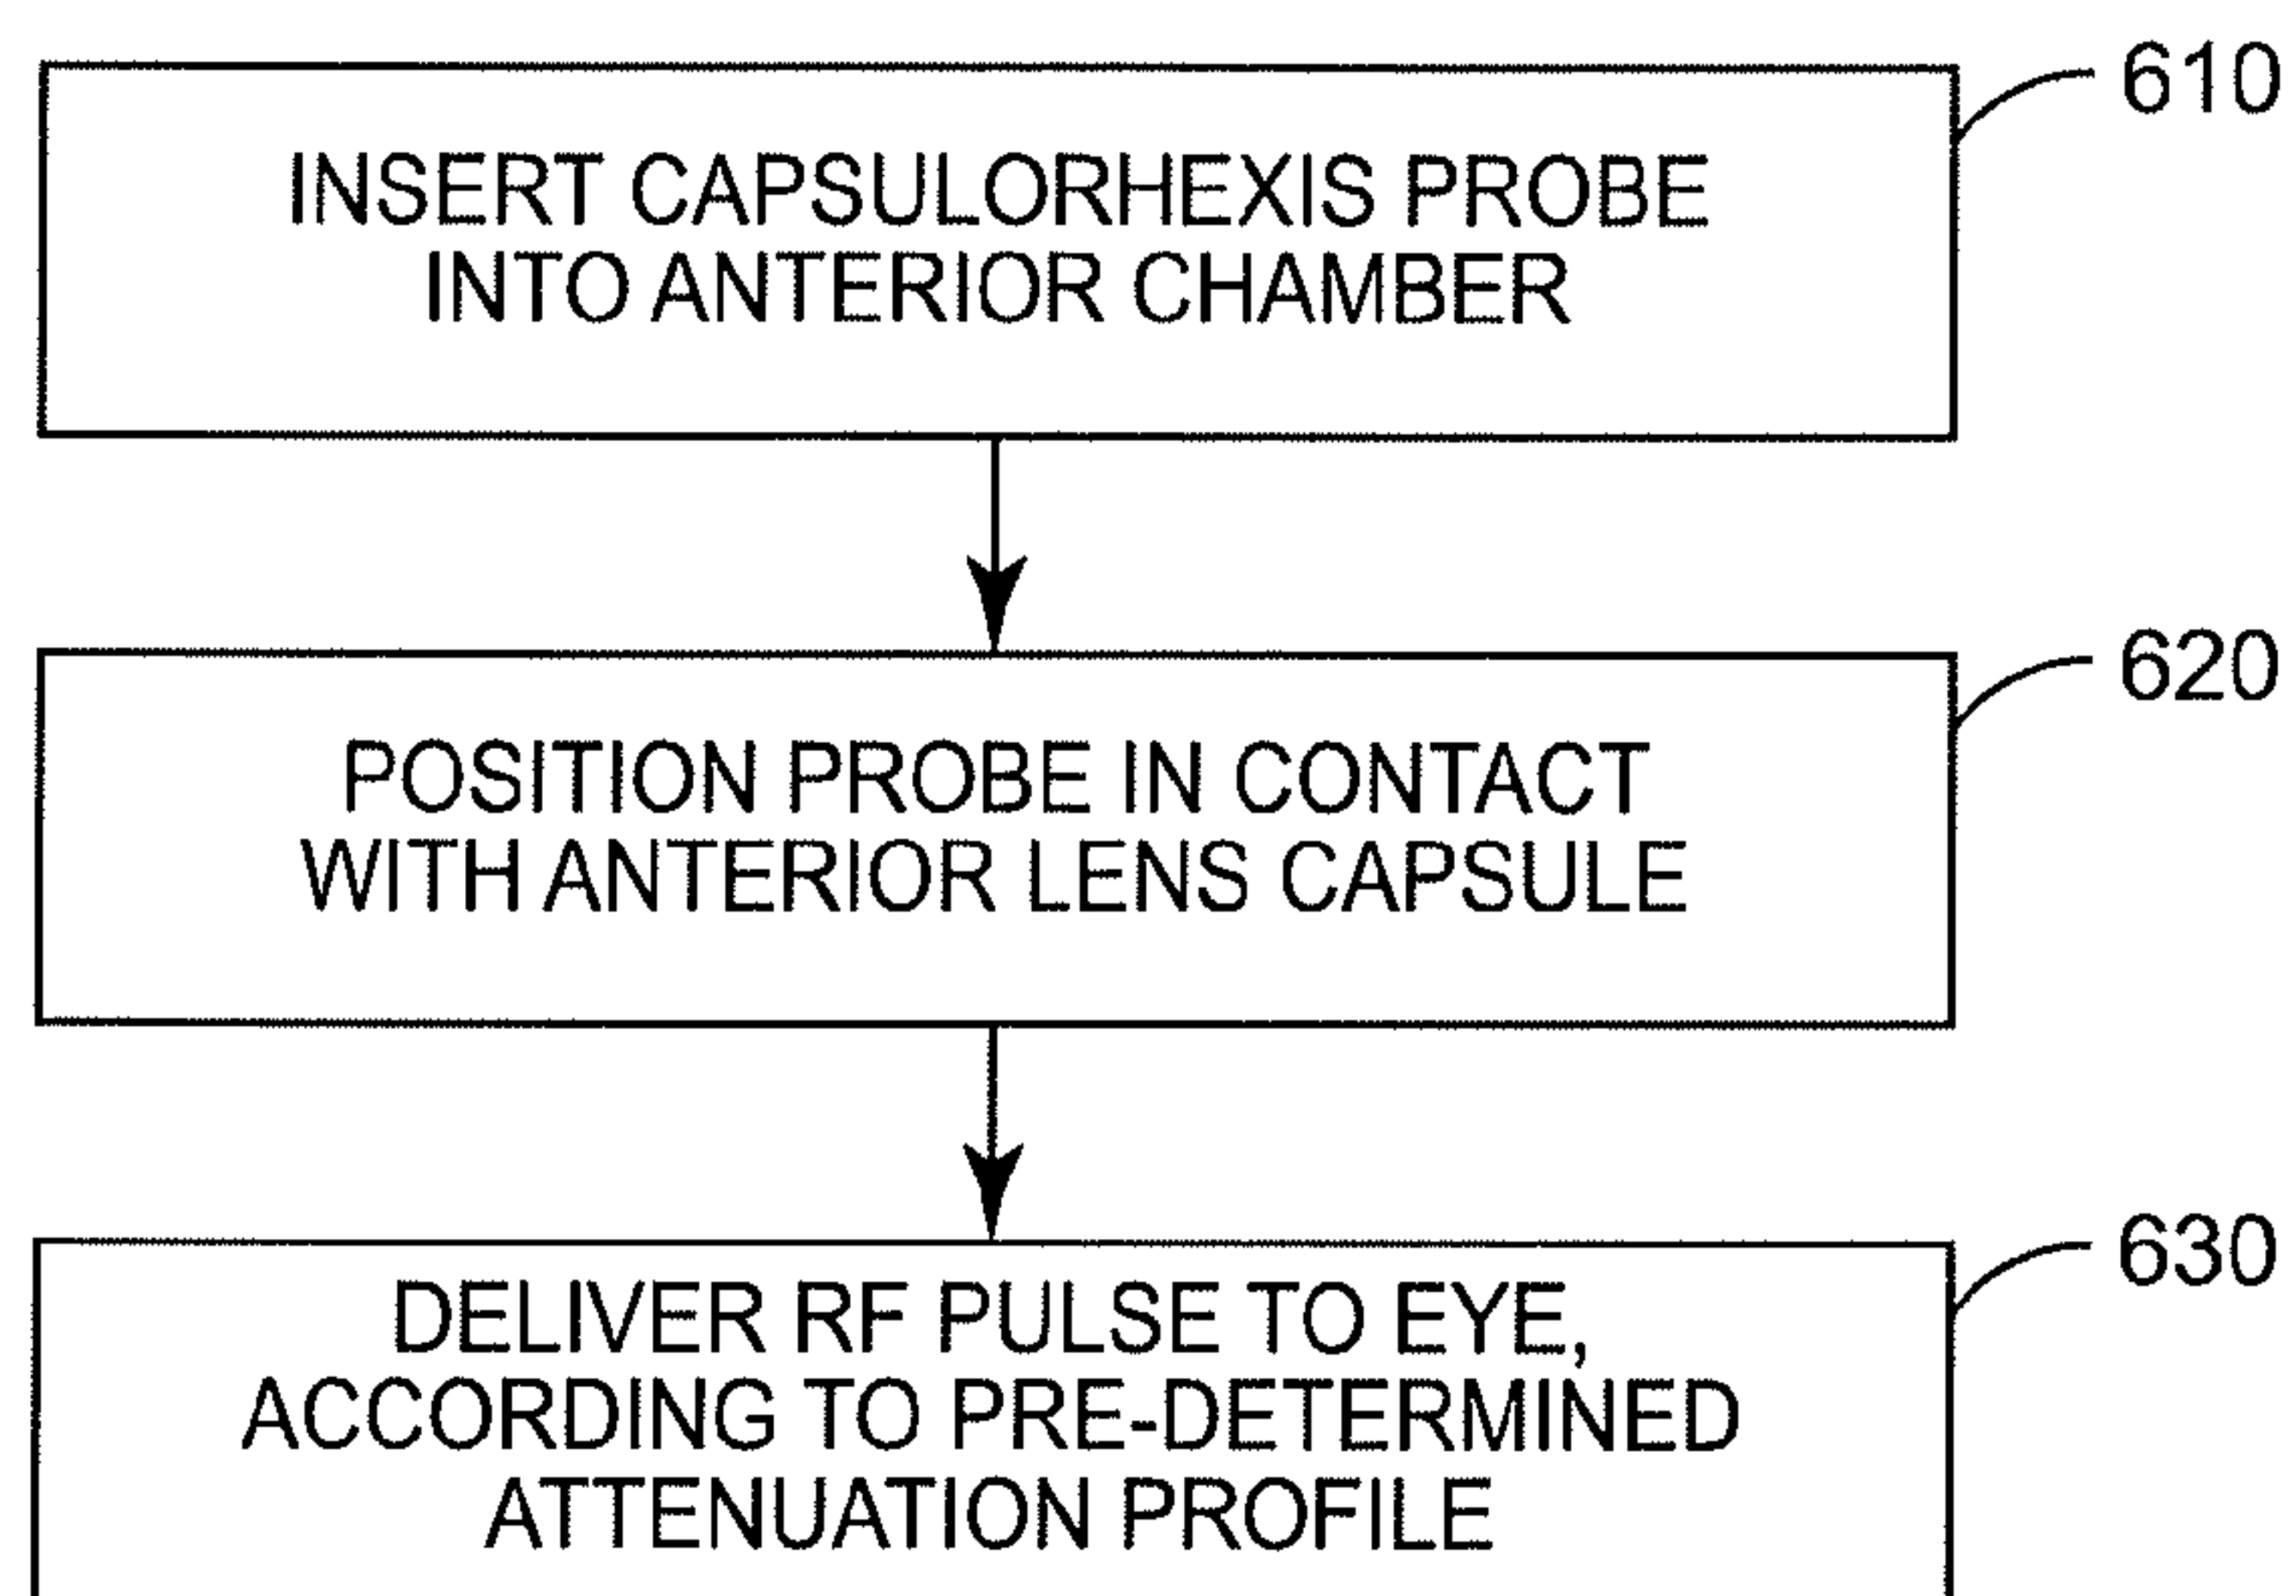 610
INSERT CAPSULORHEXIS PROBE
INTO ANTERIOR CHAMBER
620
POSITION PROBE IN CONTACT
WITH ANTERIOR LENS CAPSULE
630
DELIVER RF PULSE TO EYE,
ACCORDING TO PRE-DETERMINED
ATTENUATION PROFILE